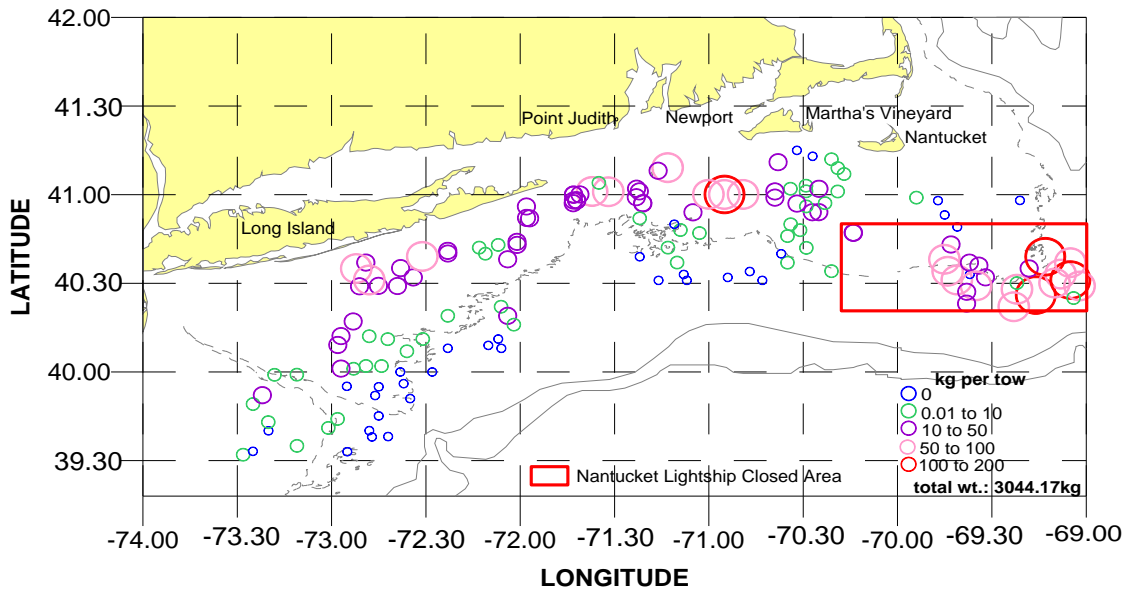 42.00
41.30
41.00
40.30
40.00
39.30
LATITUDE
Point Judith
Newport
Martha's Vineyard
Nantucket
Long Island
kg per tow
0
0.01 to 10
10 to 50
50 to 100
100 to 200
total wt.: 3044.17kg
Nantucket Lightship Closed Area
-74.00 -73.30 -73.00 -72.30 -72.00 -71.30 -71.00 -70.30 -70.00 -69.30 -69.00
LONGITUDE